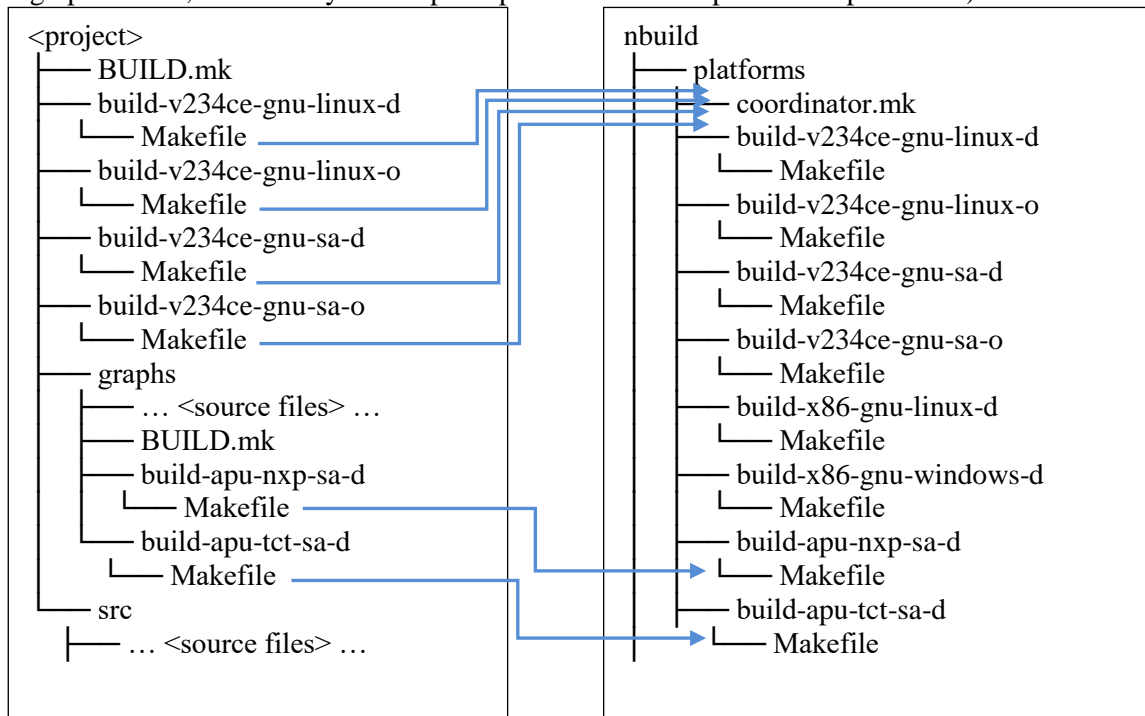 <project>
BUILD.mk
build-v234ce-gnu-linux-d
Makefile
build-v234ce-gnu-linux-o
Makefile
build-v234ce-gnu-sa-d
Makefile
build-v234ce-gnu-sa-o
Makefile
graphs
… <source files> …
BUILD.mk
build-apu-nxp-sa-d
Makefile
build-apu-tct-sa-d
Makefile
src
… <source files> …
nbuild
platforms
coordinator.mk
build-v234ce-gnu-linux-d
Makefile
build-v234ce-gnu-linux-o
Makefile
build-v234ce-gnu-sa-d
Makefile
build-v234ce-gnu-sa-o
Makefile
build-x86-gnu-linux-d
Makefile
build-x86-gnu-windows-d
Makefile
build-apu-nxp-sa-d
Makefile
build-apu-tct-sa-d
Makefile